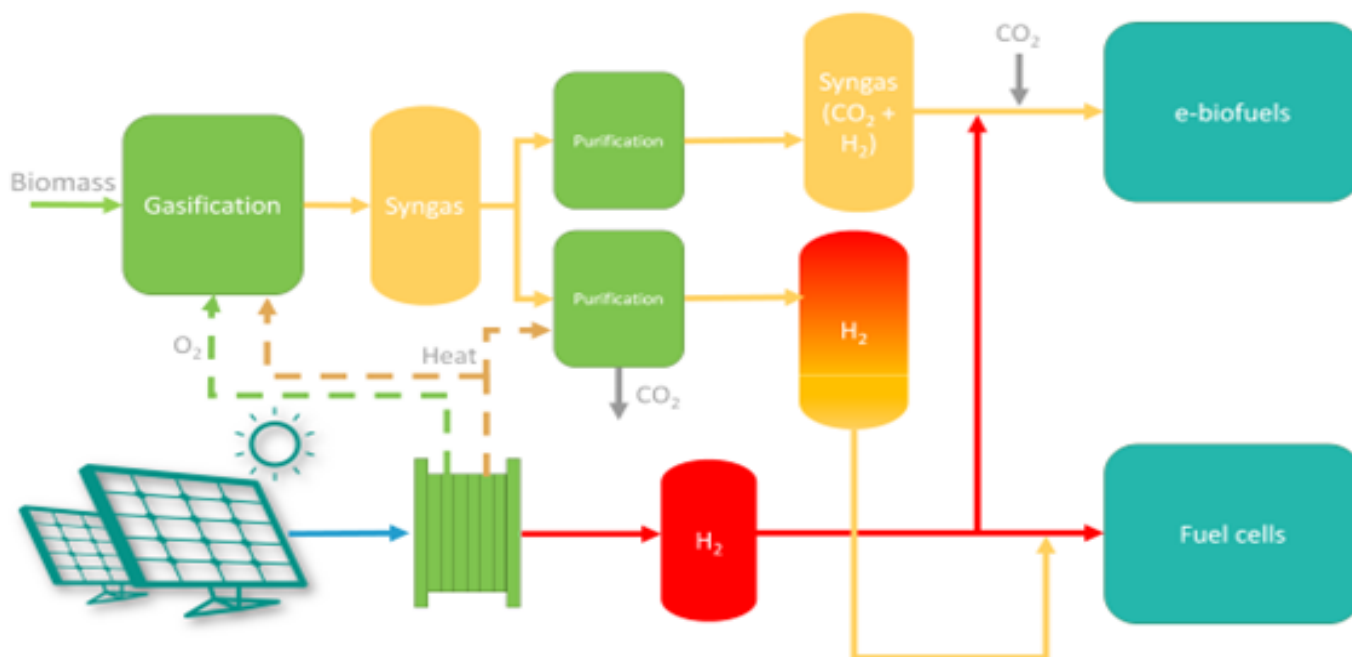 CO₂
Syngas
(CO₂ +
H₂)
e-biofuels
Purification
Biomass
Gasification
Syngas
Purification
H₂
O₂
Heat
CO₂
H₂
Fuel cells